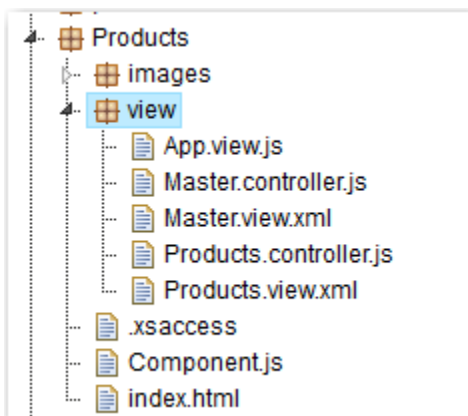 Products
images
view
App.view.js
Master.controller.js
Master.view.xml
Products.controller.js
Products.view.xml
.xsaccess
Component.js
index.html